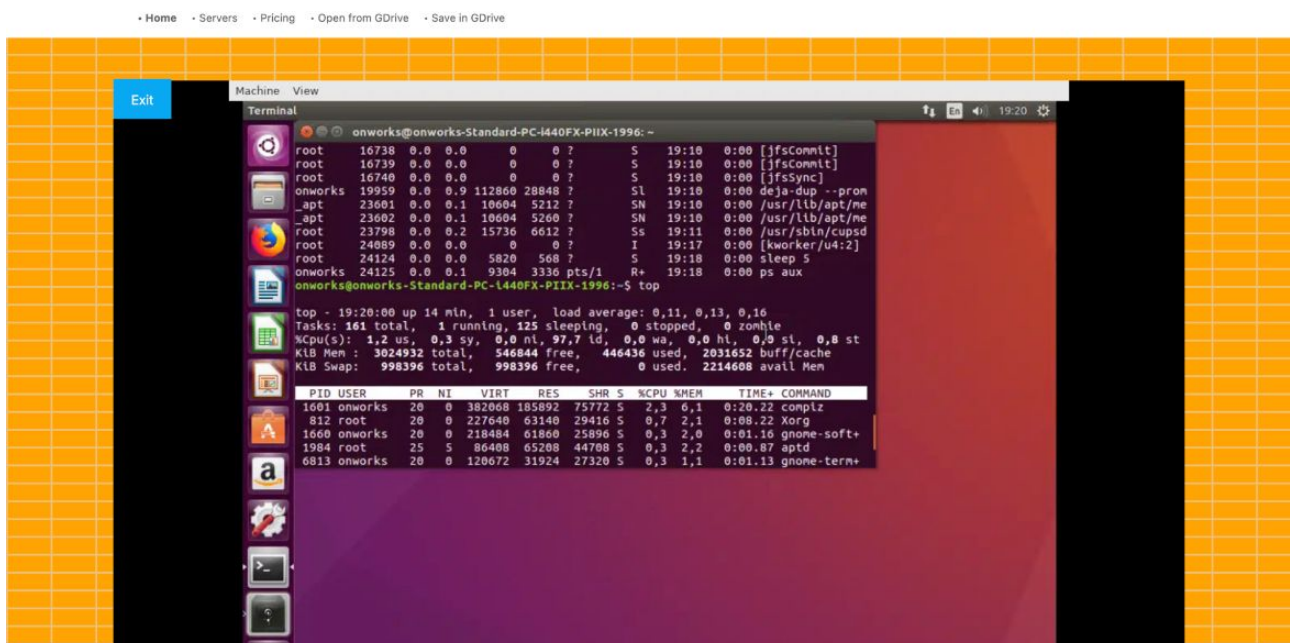 • Home • Servers • Pricing • Open from GDrive • Save in GDrive
Exit
Machine View
Terminal En 19:20
onworks@onworks-Standard-PC-i440FX-PIIX-1996: ~
root 16738 0.0 0.0 0 0 ? S 19:10 0:00 [jfsCommit]
root 16739 0.0 0.0 0 0 ? S 19:10 0:00 [jfsCommit]
root 16740 0.0 0.0 0 0 ? S 19:10 0:00 [jfsSync]
onworks 19959 0.0 0.9 112860 28848 ? Sl 19:10 0:00 deja-dup --prom
_apt 23601 0.0 0.1 10604 5212 ? SN 19:10 0:00 /usr/lib/apt/me
_apt 23602 0.0 0.1 10604 5260 ? SN 19:10 0:00 /usr/lib/apt/me
root 23798 0.0 0.2 15736 6612 ? Ss 19:11 0:00 /usr/sbin/cupsd
root 24089 0.0 0.0 0 0 ? I 19:17 0:00 [kworker/u4:2]
root 24124 0.0 0.0 5820 568 ? S 19:18 0:00 sleep 5
onworks 24125 0.0 0.1 9304 3336 pts/1 R+ 19:18 0:00 ps aux
onworks@onworks-Standard-PC-i440FX-PIIX-1996:~$ top
top - 19:20:00 up 14 min, 1 user, load average: 0,11, 0,13, 0,16
Tasks: 161 total, 1 running, 125 sleeping, 0 stopped, 0 zombie
%Cpu(s): 1,2 us, 0,3 sy, 0,0 ni, 97,7 id, 0,0 wa, 0,0 hi, 0,0 si, 0,8 st
KiB Mem : 3024932 total, 546844 free, 446436 used, 2031652 buff/cache
KiB Swap: 998396 total, 998396 free, 0 used. 2214608 avail Mem
PID USER PR NI VIRT RES SHR S %CPU %MEM TIME+ COMMAND
1601 onworks 20 0 382068 185892 75772 S 2,3 6,1 0:20.22 compiz
812 root 20 0 227640 63140 29416 S 0,7 2,1 0:08.22 Xorg
1660 onworks 20 0 218484 61860 25896 S 0,3 2,0 0:01.16 gnome-soft+
1984 root 25 5 86408 65208 44708 S 0,3 2,2 0:00.87 aptd
6813 onworks 20 0 120672 31924 27320 S 0,3 1,1 0:01.13 gnome-term+